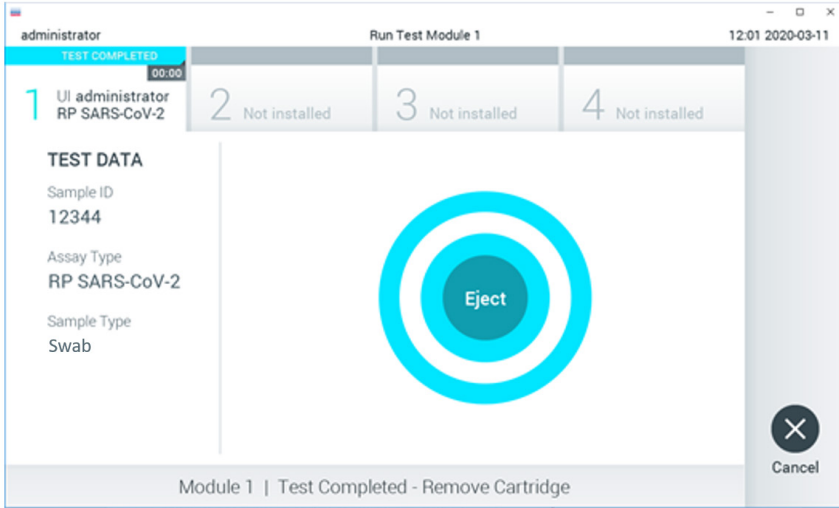 administrator
Run Test Module 1
12:01 2020-03-11
TEST COMPLETED
00:00
1
UI administrator
RP SARS-CoV-2
2 Not installed
3 Not installed
4 Not installed
TEST DATA
Sample ID
12344
Assay Type
RP SARS-CoV-2
Sample Type
Swab
Eject
Cancel
Module 1 | Test Completed - Remove Cartridge